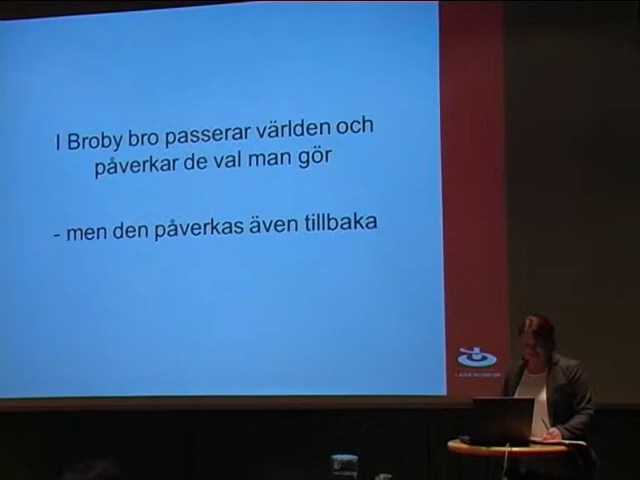 I Broby bro passerar världen och
påverkar de val man gör
- men den påverkas även tillbaka